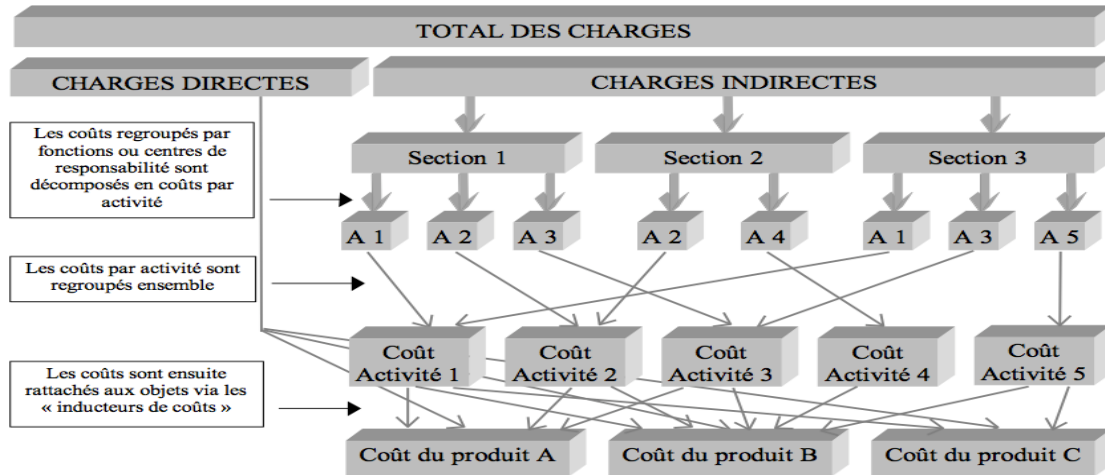 TOTAL DES CHARGES
CHARGES DIRECTES
CHARGES INDIRECTES
Les coûts regroupés par
fonctions ou centres de
responsabilité sont
décomposés en coûts par
activité
Section 1
Section 2
Section 3
A 1
A 2
A 3
A 2
A 4
A 1
A 3
A 5
Les coûts par activité sont
regroupés ensemble
Coût
Activité 1
Coût
Activité 2
Coût
Activité 3
Coût
Activité 4
Coût
Activité 5
Les coûts sont ensuite
rattachés aux objets via les
« inducteurs de coûts »
Coût du produit A
Coût du produit B
Coût du produit C